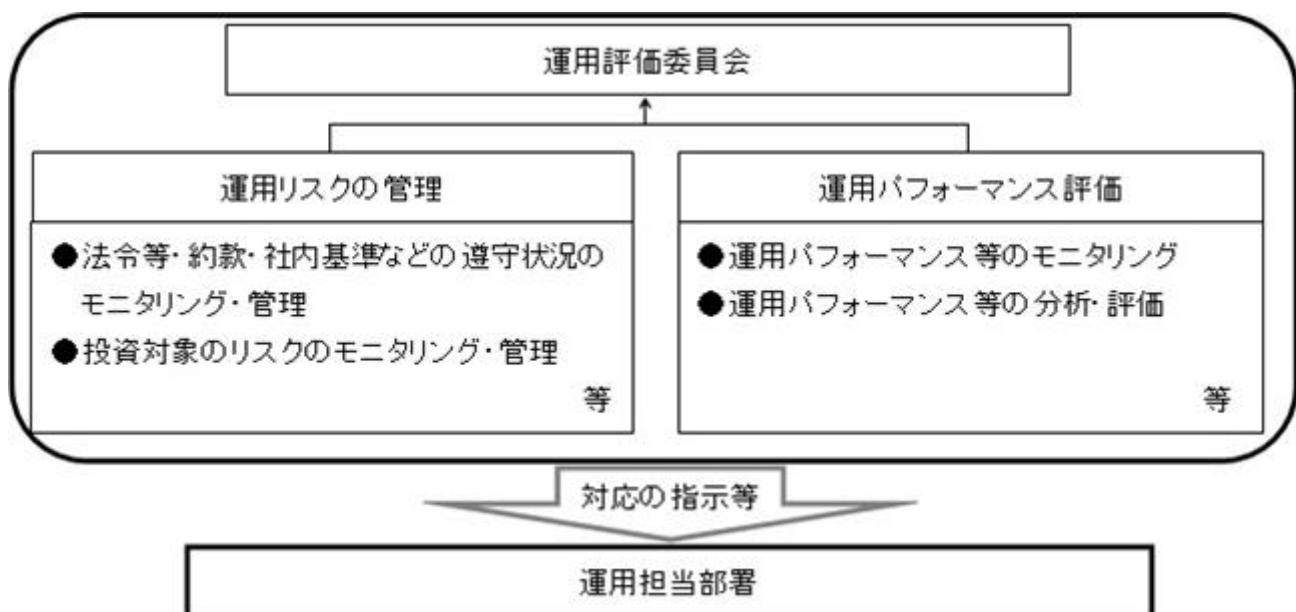 運用評価委員会
運用リスクの管理
●法令等・約款・社内基準などの遵守状況の
モニタリング・管理
●投資対象のリスクのモニタリング・管理
等
運用パフォーマンス評価
●運用パフォーマンス等のモニタリング
●運用パフォーマンス等の分析・評価
等
対応の指示等
運用担当部署